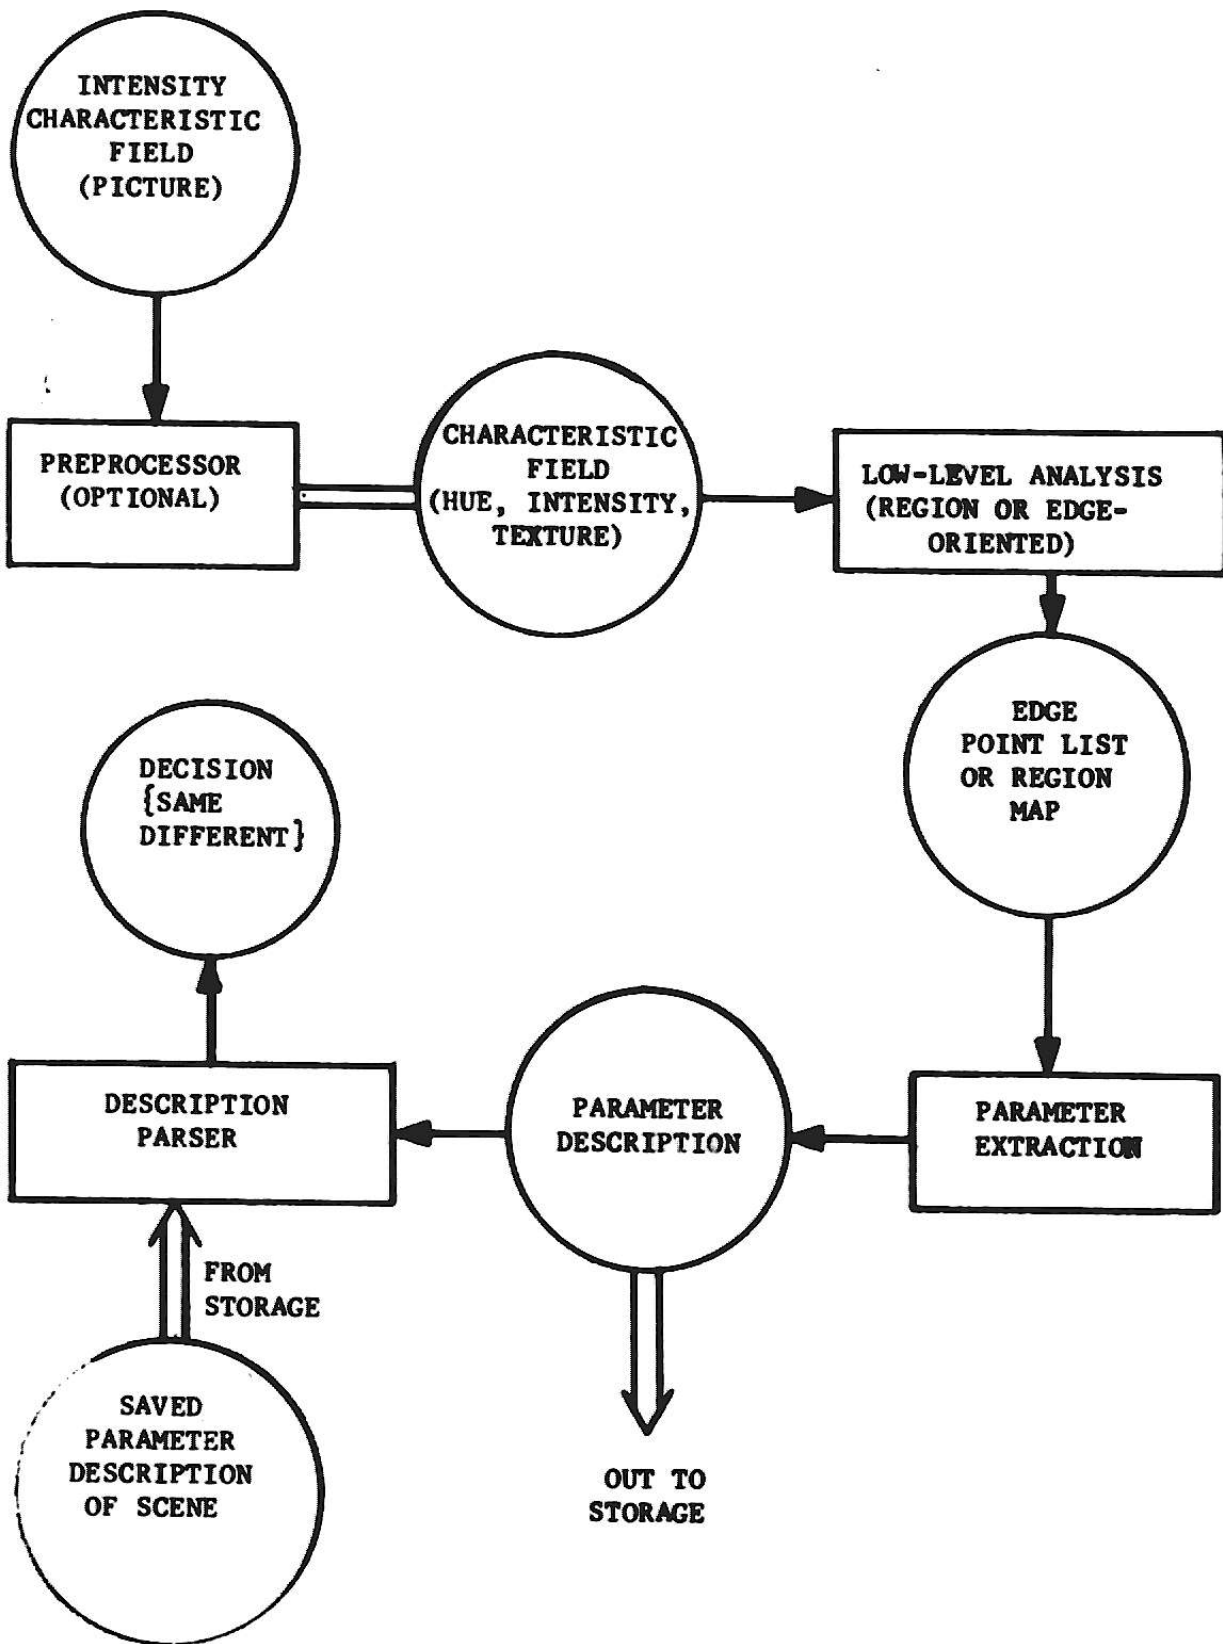 INTENSITY
CHARACTERISTIC
FIELD
(PICTURE)
PREPROCESSOR
(OPTIONAL)
CHARACTERISTIC
FIELD
(HUE, INTENSITY,
TEXTURE)
LOW-LEVEL ANALYSIS
(REGION OR EDGE-
ORIENTED)
EDGE
POINT LIST
OR REGION
MAP
DECISION
{SAME
DIFFERENT}
DESCRIPTION
PARSER
PARAMETER
DESCRIPTION
PARAMETER
EXTRACTION
FROM
STORAGE
SAVED
PARAMETER
DESCRIPTION
OF SCENE
OUT TO
STORAGE